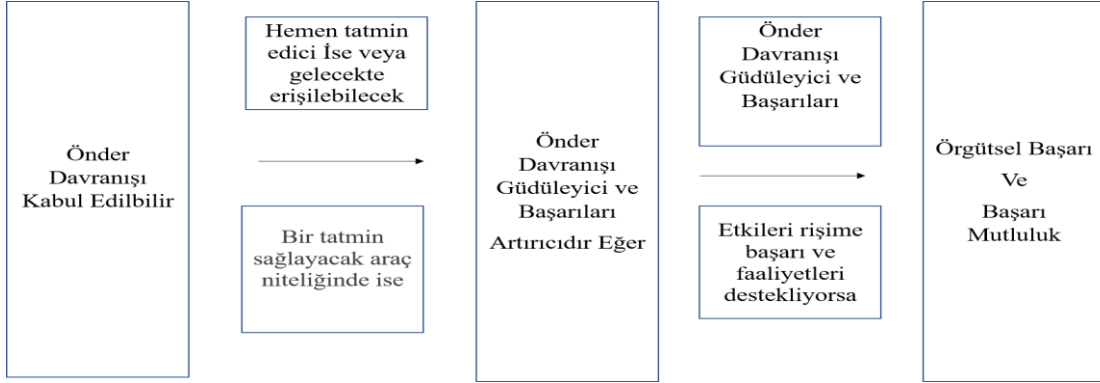 Önder
Davranışı
Kabul Edilbilir
Hemen tatmin
edici İse veya
gelecekte
erişilebilecek
Bir tatmin
sağlayacak araç
niteliğinde ise
Önder
Davranışı
Güdüleyici ve
Başarıları
Artırıcıdır Eğer
Önder
Davranışı
Güdüleyici ve
Başarıları
Etkileri rişime
başarı ve
faaliyetleri
destekliyorsa
Örgütsel Başarı
Ve
Başarı
Mutluluk